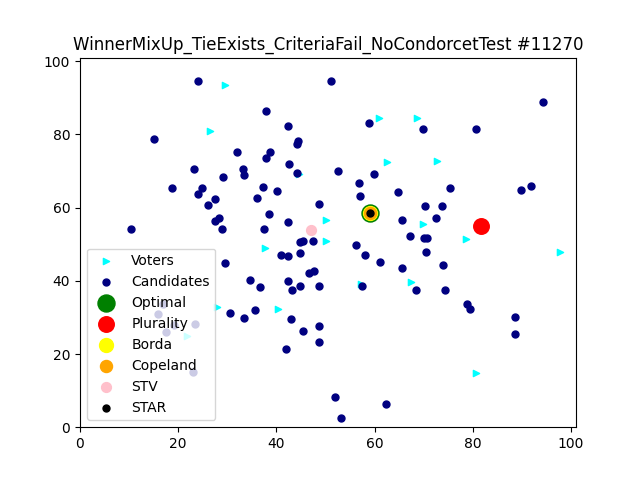 WinnerMixUp_TieExists_CriteriaFail_NoCondorcetTest #11270
100
80
60
40
20
0
Voters
Candidates
Optimal
Plurality
Borda
Copeland
STV
STAR
0 20 40 60 80 100